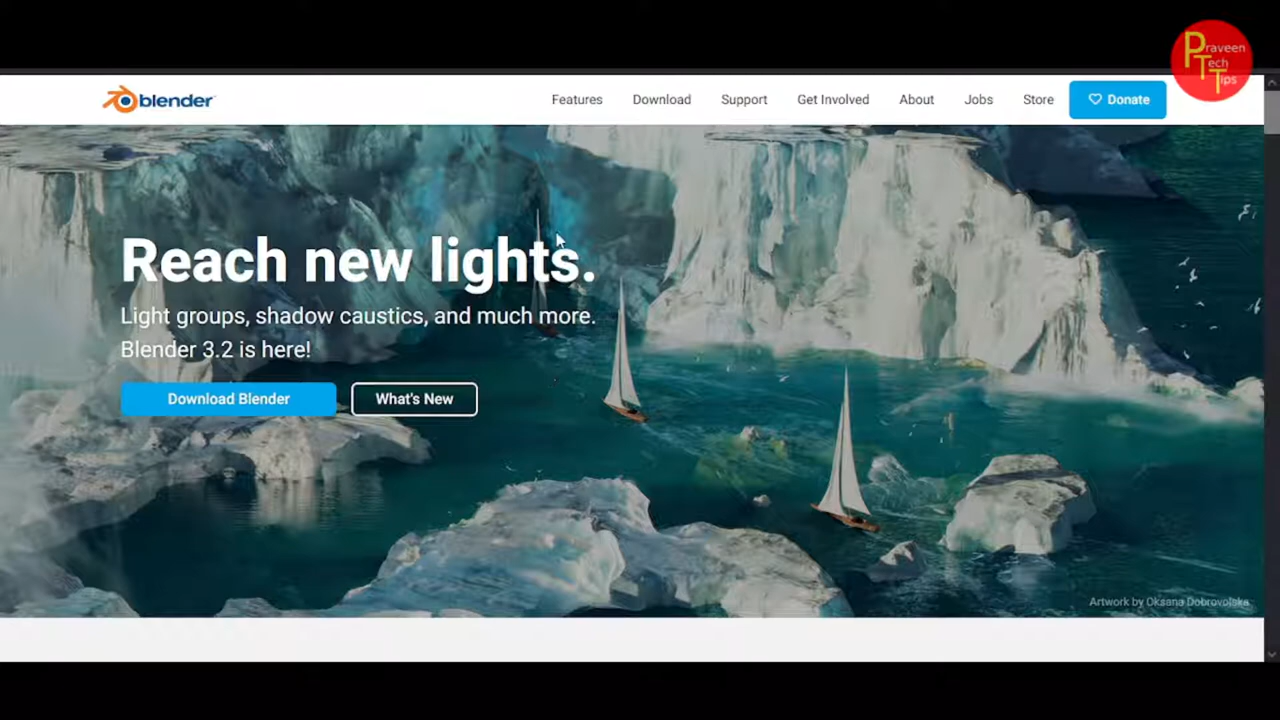 Praveen
Tech
Tips
blender
Features Download Support Get Involved About Jobs Store Donate
Reach new lights.
Light groups, shadow caustics, and much more.
Blender 3.2 is here!
Download Blender What's New
Artwork by Oksana Dobrovolska